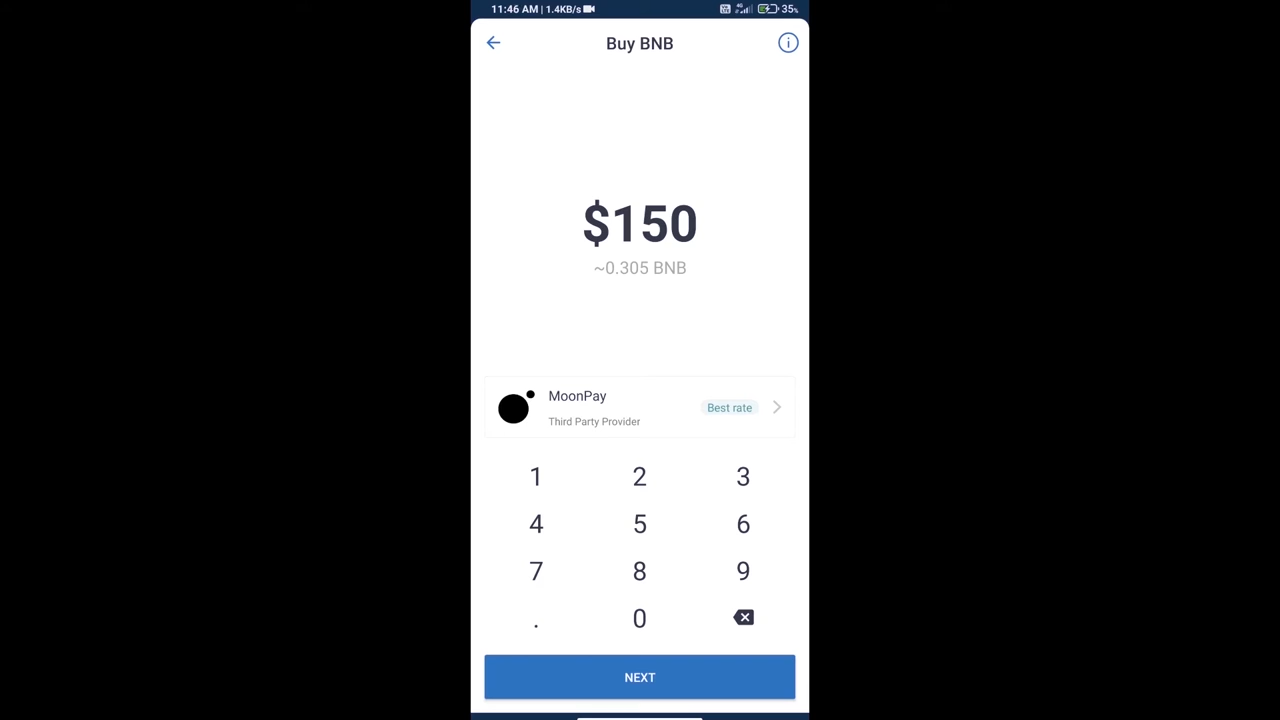 11:46 AM | 1.4KB/s
4G
35%
Buy BNB
$150
~0.305 BNB
MoonPay
Best rate
Third Party Provider
1 2 3
4 5 6
7 8 9
. 0
NEXT